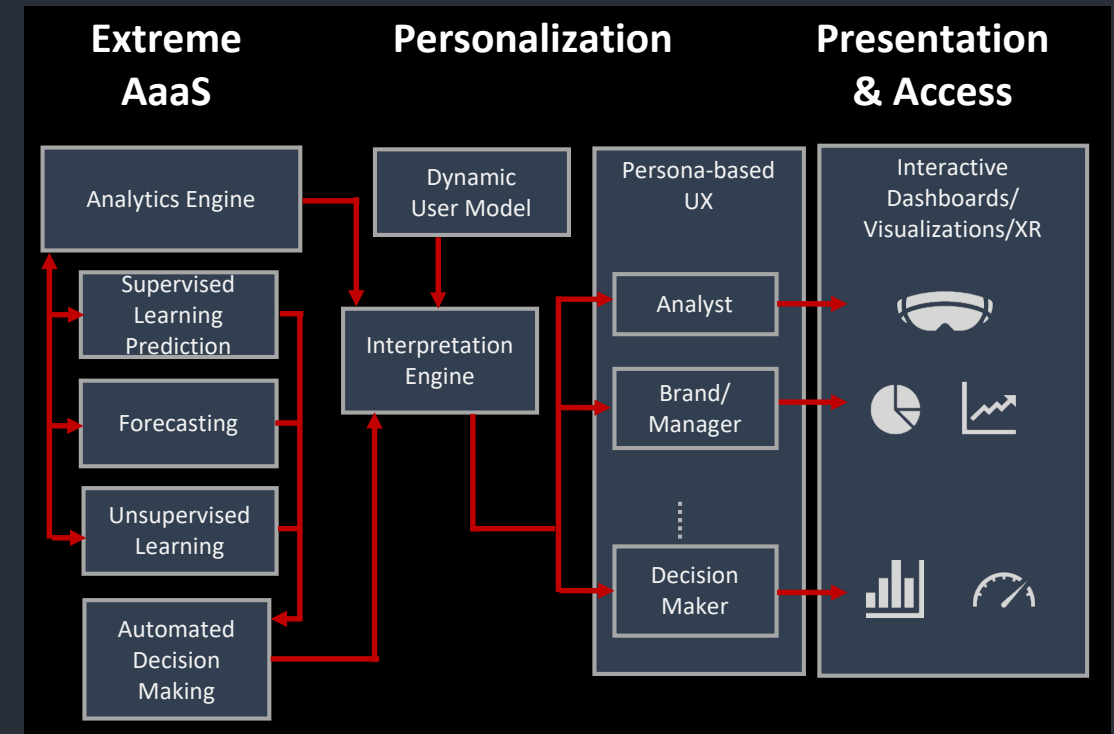 Extreme
AaaS
Personalization
Presentation
& Access
Analytics Engine
Supervised
Learning
Prediction
Forecasting
Unsupervised
Learning
Automated
Decision
Making
Dynamic
User Model
Interpretation
Engine
Persona-based
UX
Analyst
Brand/
Manager
Decision
Maker
Interactive
Dashboards/
Visualizations/XR